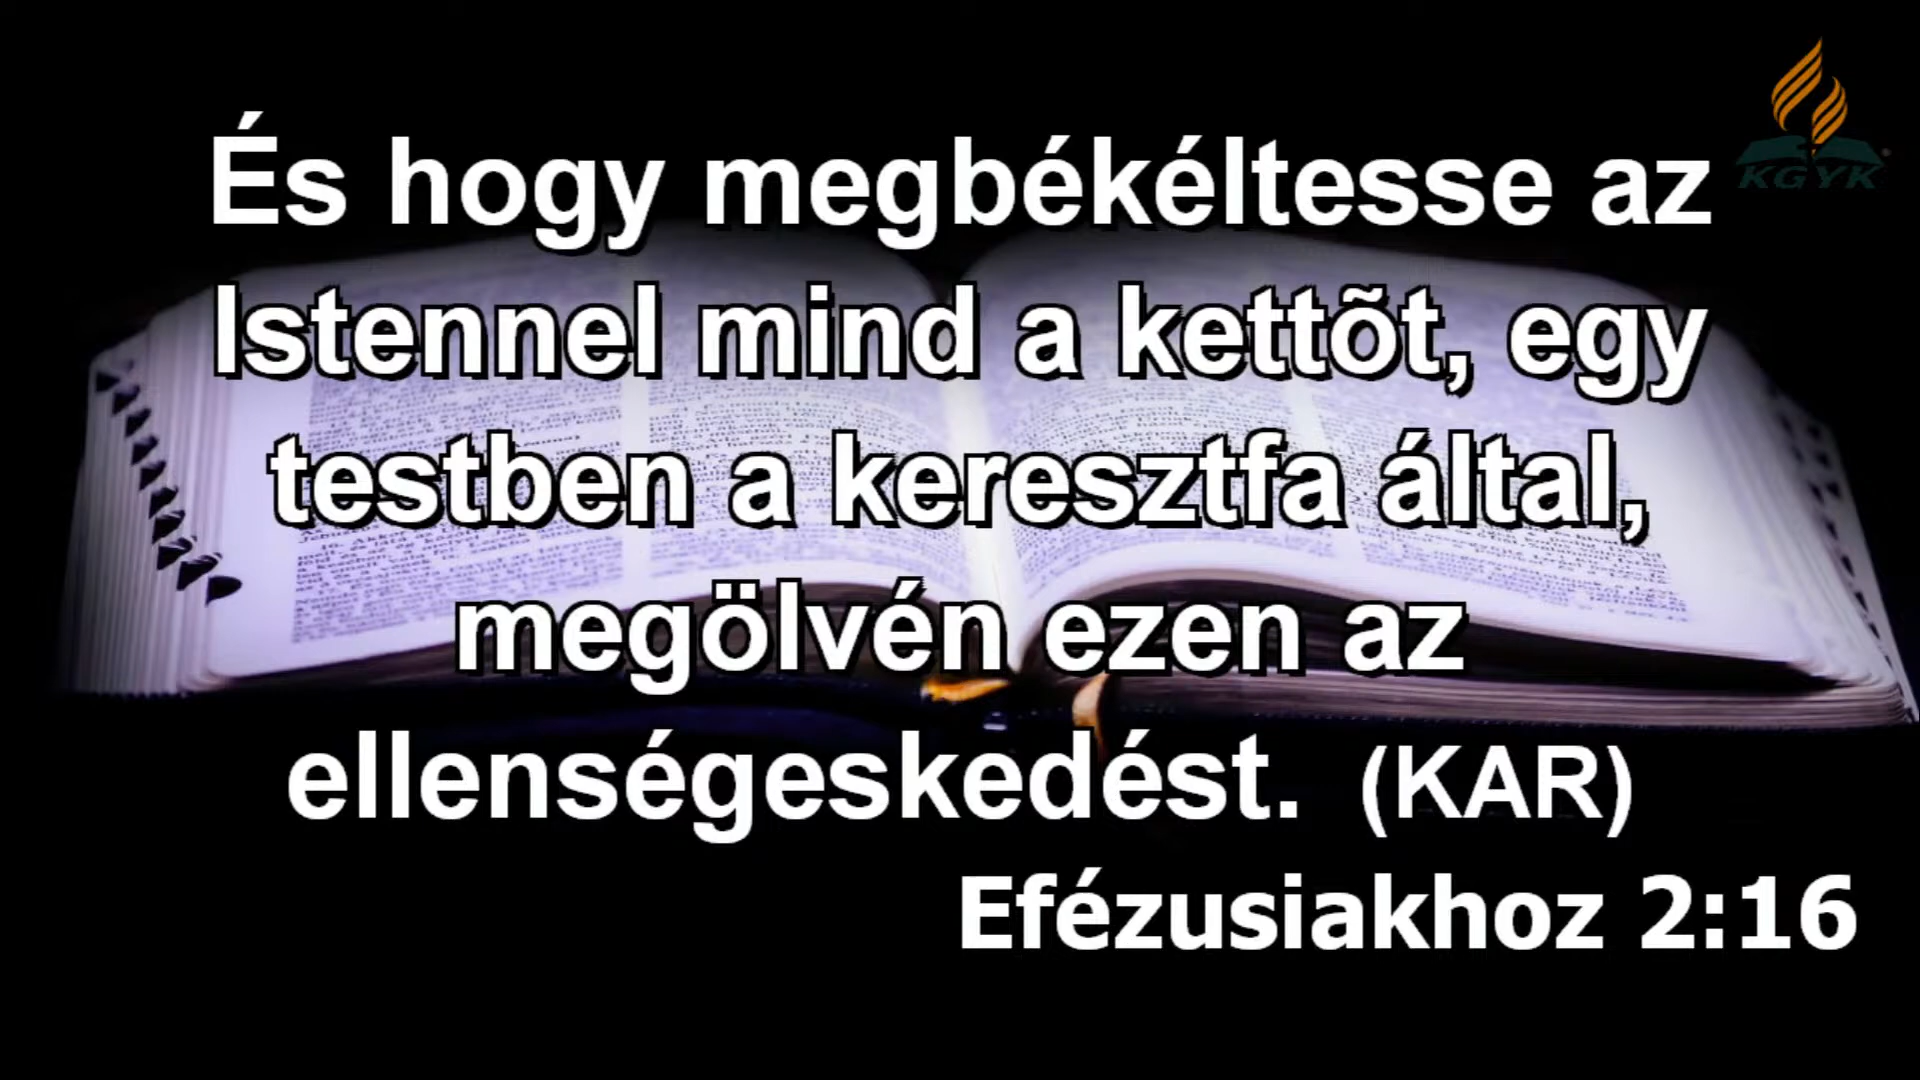 KGYK
És hogy megbékéltesse az
Istennel mind a kettõt, egy
testben a keresztfa által,
megölvén ezen az
ellenségeskedést. (KAR)
Efézusiakhoz 2:16